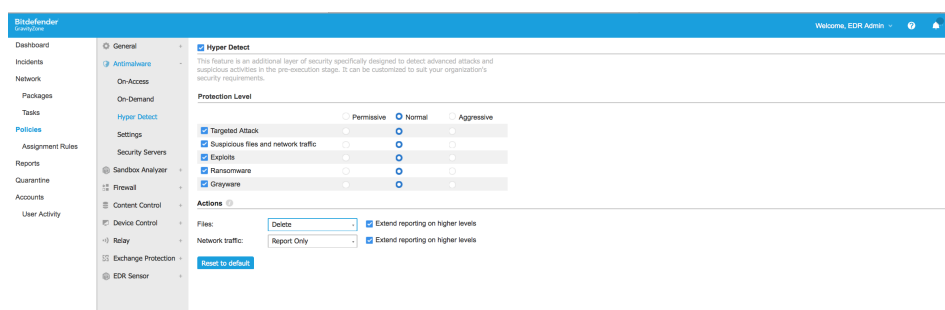 Bitdefender
GravityZone
Welcome, EDR Admin
Dashboard
Incidents
Network
Packages
Tasks
Policies
Assignment Rules
Reports
Quarantine
Accounts
User Activity
General
Antimalware
On-Access
On-Demand
Hyper Detect
Settings
Security Servers
Sandbox Analyzer
Firewall
Content Control
Device Control
Relay
Exchange Protection
EDR Sensor
Hyper Detect
This feature is an additional layer of security specifically designed to detect advanced attacks and
suspicious activities in the pre-execution stage. It can be customized to suit your organization's
security requirements.
Protection Level
Permissive Normal Aggressive
Targeted Attack
Suspicious files and network traffic
Exploits
Ransomware
Grayware
Actions
Files: Delete Extend reporting on higher levels
Network traffic: Report Only Extend reporting on higher levels
Reset to default